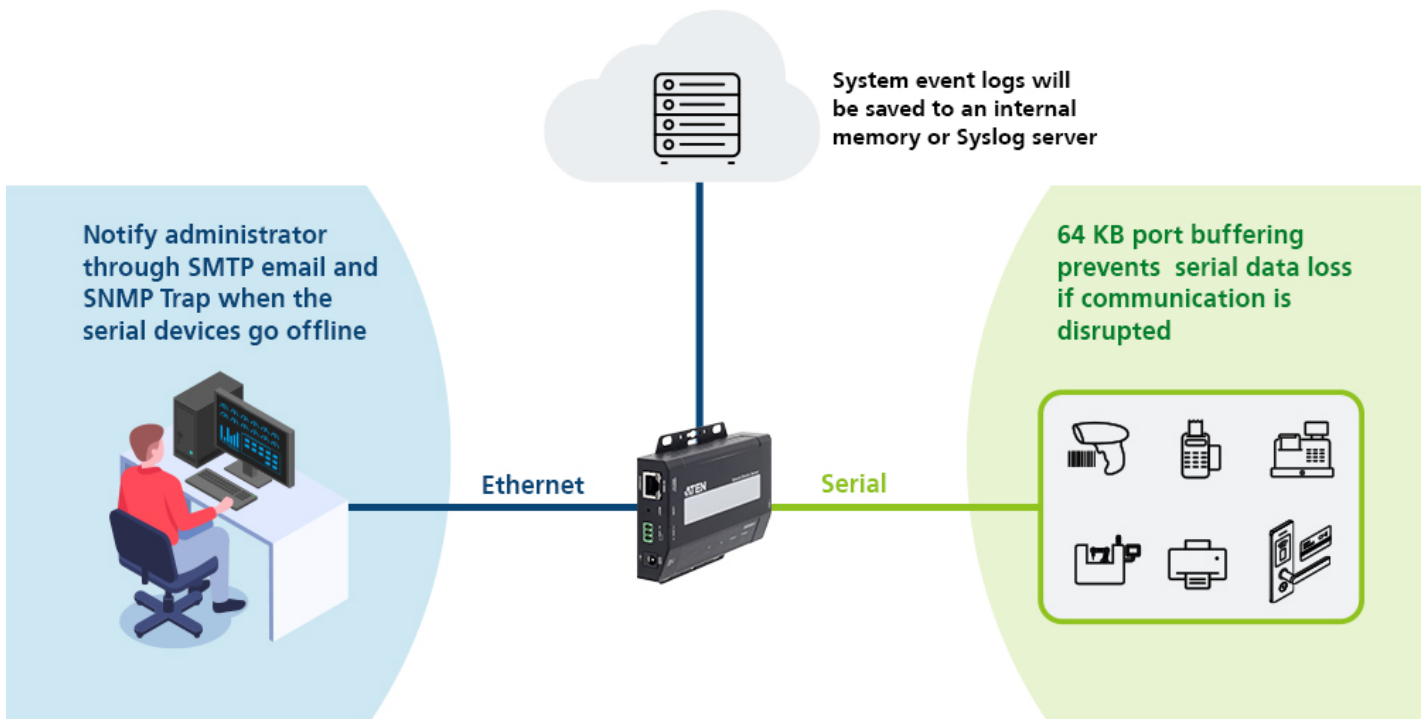 System event logs will
be saved to an internal
memory or Syslog server
Notify administrator
through SMTP email and
SNMP Trap when the
serial devices go offline
64 KB port buffering
prevents serial data loss
if communication is
disrupted
Ethernet
Serial
ATEN